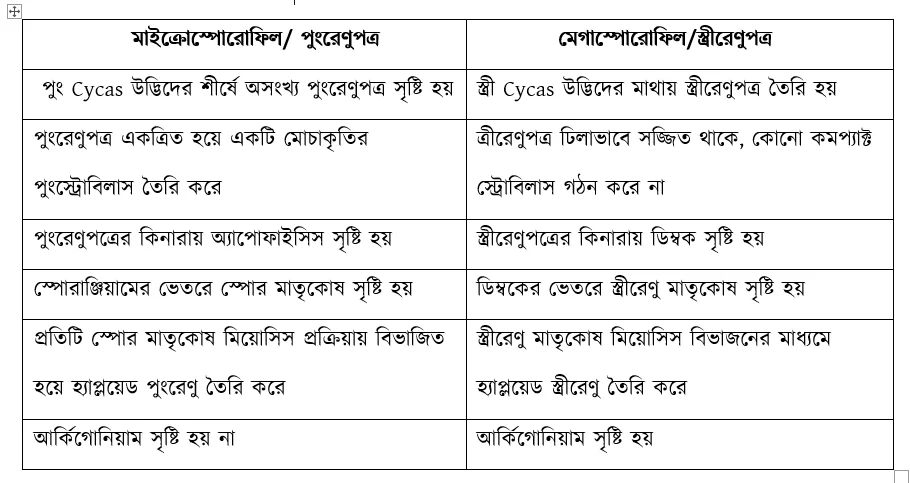 মাইক্রোস্পোরোফিল/ পুংরেণুপত্র
মেগাস্পোরোফিল/স্ত্রীরেণুপত্র
পুং Cycas উদ্ভিদের শীর্ষে অসংখ্য পুংরেণুপত্র সৃষ্টি হয়
স্ত্রী Cycas উদ্ভিদের মাথায় স্ত্রীরেণুপত্র তৈরি হয়
পুংরেণুপত্র একত্রিত হয়ে একটি মোচাকৃতির
পুংস্ট্রোবিলাস তৈরি করে
ত্রীরেণুপত্র ঢিলাভাবে সজ্জিত থাকে, কোনো কমপ্যাক্ট
স্ট্রোবিলাস গঠন করে না
পুংরেণুপত্রের কিনারায় অ্যাপোফাইসিস সৃষ্টি হয়
স্ত্রীরেণুপত্রের কিনারায় ডিম্বক সৃষ্টি হয়
স্পোরাঞ্জিয়ামের ভেতরে স্পোর মাতৃকোষ সৃষ্টি হয়
ডিম্বকের ভেতরে স্ত্রীরেণু মাতৃকোষ সৃষ্টি হয়
প্রতিটি স্পোর মাতৃকোষ মিয়োসিস প্রক্রিয়ায় বিভাজিত
হয়ে হ্যাপ্লয়েড পুংরেণু তৈরি করে
স্ত্রীরেণু মাতৃকোষ মিয়োসিস বিভাজনের মাধ্যমে
হ্যাপ্লয়েড স্ত্রীরেণু তৈরি করে
আর্কিগোনিয়াম সৃষ্টি হয় না
আর্কিগোনিয়াম সৃষ্টি হয়